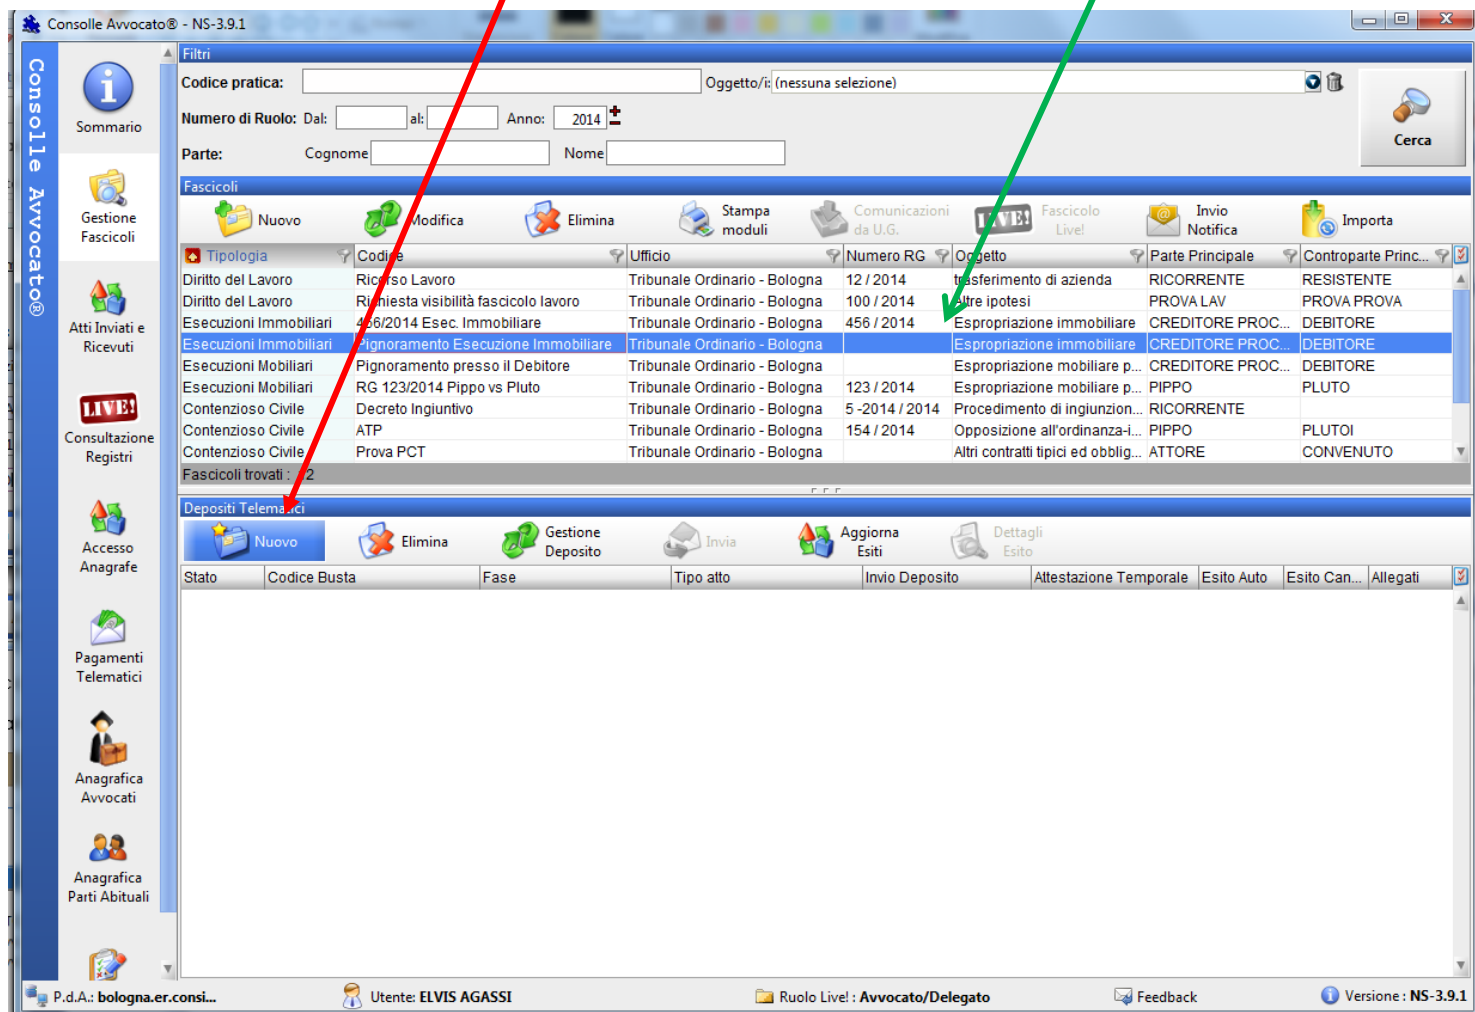 Consolle Avvocato® - NS-3.9.1
Consolle Avvocato®
Sommario
Gestione
Fascicoli
Atti Inviati e
Ricevuti
LIVE!
Consultazione
Registri
Accesso
Anagrafe
Pagamenti
Telematici
Anagrafica
Avvocati
Anagrafica
Parti Abituali
Filtri
Codice pratica: Oggetto/i: (nessuna selezione)
Numero di Ruolo: Dal: al: Anno: 2014
Parte: Cognome Nome
Cerca
Fascicoli
Nuovo Modifica Elimina Stampa moduli Comunicazioni da U.G. LIVE! Fascicolo Live! Invio Notifica Importa
Tipologia Codice Ufficio Numero RG Oggetto Parte Principale Controparte Princ...
Diritto del Lavoro Ricorso Lavoro Tribunale Ordinario - Bologna 12 / 2014 trasferimento di azienda RICORRENTE RESISTENTE
Diritto del Lavoro Richiesta visibilità fascicolo lavoro Tribunale Ordinario - Bologna 100 / 2014 Altre ipotesi PROVA LAV PROVA PROVA
Esecuzioni Immobiliari 456/2014 Esec. Immobiliare Tribunale Ordinario - Bologna 456 / 2014 Espropriazione immobiliare CREDITORE PROC... DEBITORE
Esecuzioni Immobiliari Pignoramento Esecuzione Immobiliare Tribunale Ordinario - Bologna Espropriazione immobiliare CREDITORE PROC... DEBITORE
Esecuzioni Mobiliari Pignoramento presso il Debitore Tribunale Ordinario - Bologna Espropriazione mobiliare p... CREDITORE PROC... DEBITORE
Esecuzioni Mobiliari RG 123/2014 Pippo vs Pluto Tribunale Ordinario - Bologna 123 / 2014 Espropriazione mobiliare p... PIPPO PLUTO
Contenzioso Civile Decreto Ingiuntivo Tribunale Ordinario - Bologna 5 -2014 / 2014 Procedimento di ingiunzion... RICORRENTE
Contenzioso Civile ATP Tribunale Ordinario - Bologna 154 / 2014 Opposizione all'ordinanza-i... PIPPO PLUTOI
Contenzioso Civile Prova PCT Tribunale Ordinario - Bologna Altri contratti tipici ed obblig... ATTORE CONVENUTO
Fascicoli trovati :
Depositi Telematici
Nuovo Elimina Gestione Deposito Invia Aggiorna Esiti Dettagli Esito
Stato Codice Busta Fase Tipo atto Invio Deposito Attestazione Temporale Esito Auto Esito Can... Allegati
P.d.A.: bologna.er.consi... Utente: ELVIS AGASSI Ruolo Live! : Avvocato/Delegato Feedback Versione : NS-3.9.1